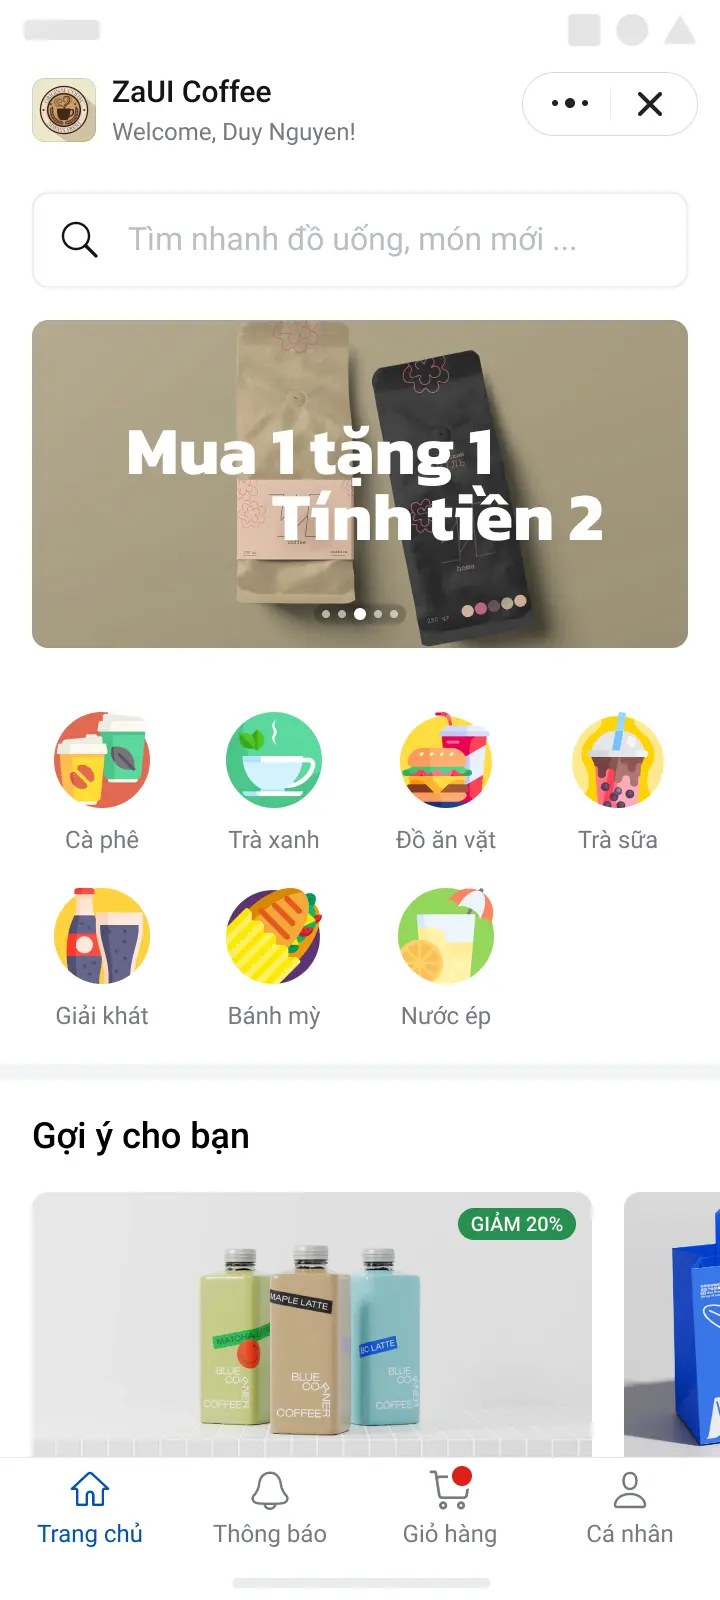 ZaUI Coffee
Welcome, Duy Nguyen!
Tìm nhanh đồ uống, món mới ...
Mua 1 tặng 1
Tính tiền 2
coffee
home
Cà phê
Trà xanh
Đồ ăn vặt
Trà sữa
Giải khát
Bánh mỳ
Nước ép
Gợi ý cho bạn
GIẢM 20%
MAPLE LATTE
MATCHA
BC LATTE
BLUE
COFFEE
BLUE
COFFEE
BLUE
COFFEE
Trang chủ
Thông báo
Giỏ hàng
Cá nhân